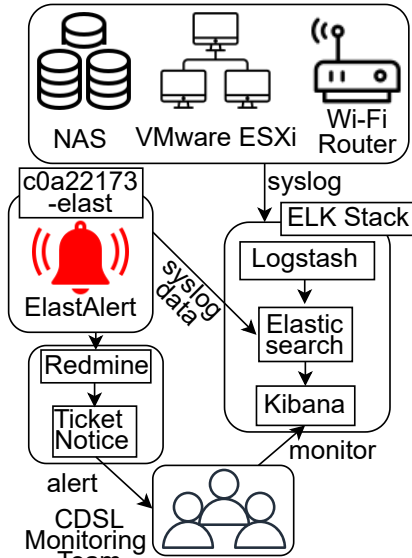 NAS
VMware ESXi
Wi-Fi
Router
syslog
c0a22173
-elast
ElastAlert
ELK Stack
Logstash
syslog
data
Elastic
search
Kibana
Redmine
Ticket
Notice
alert
monitor
CDSL
Monitoring
Team